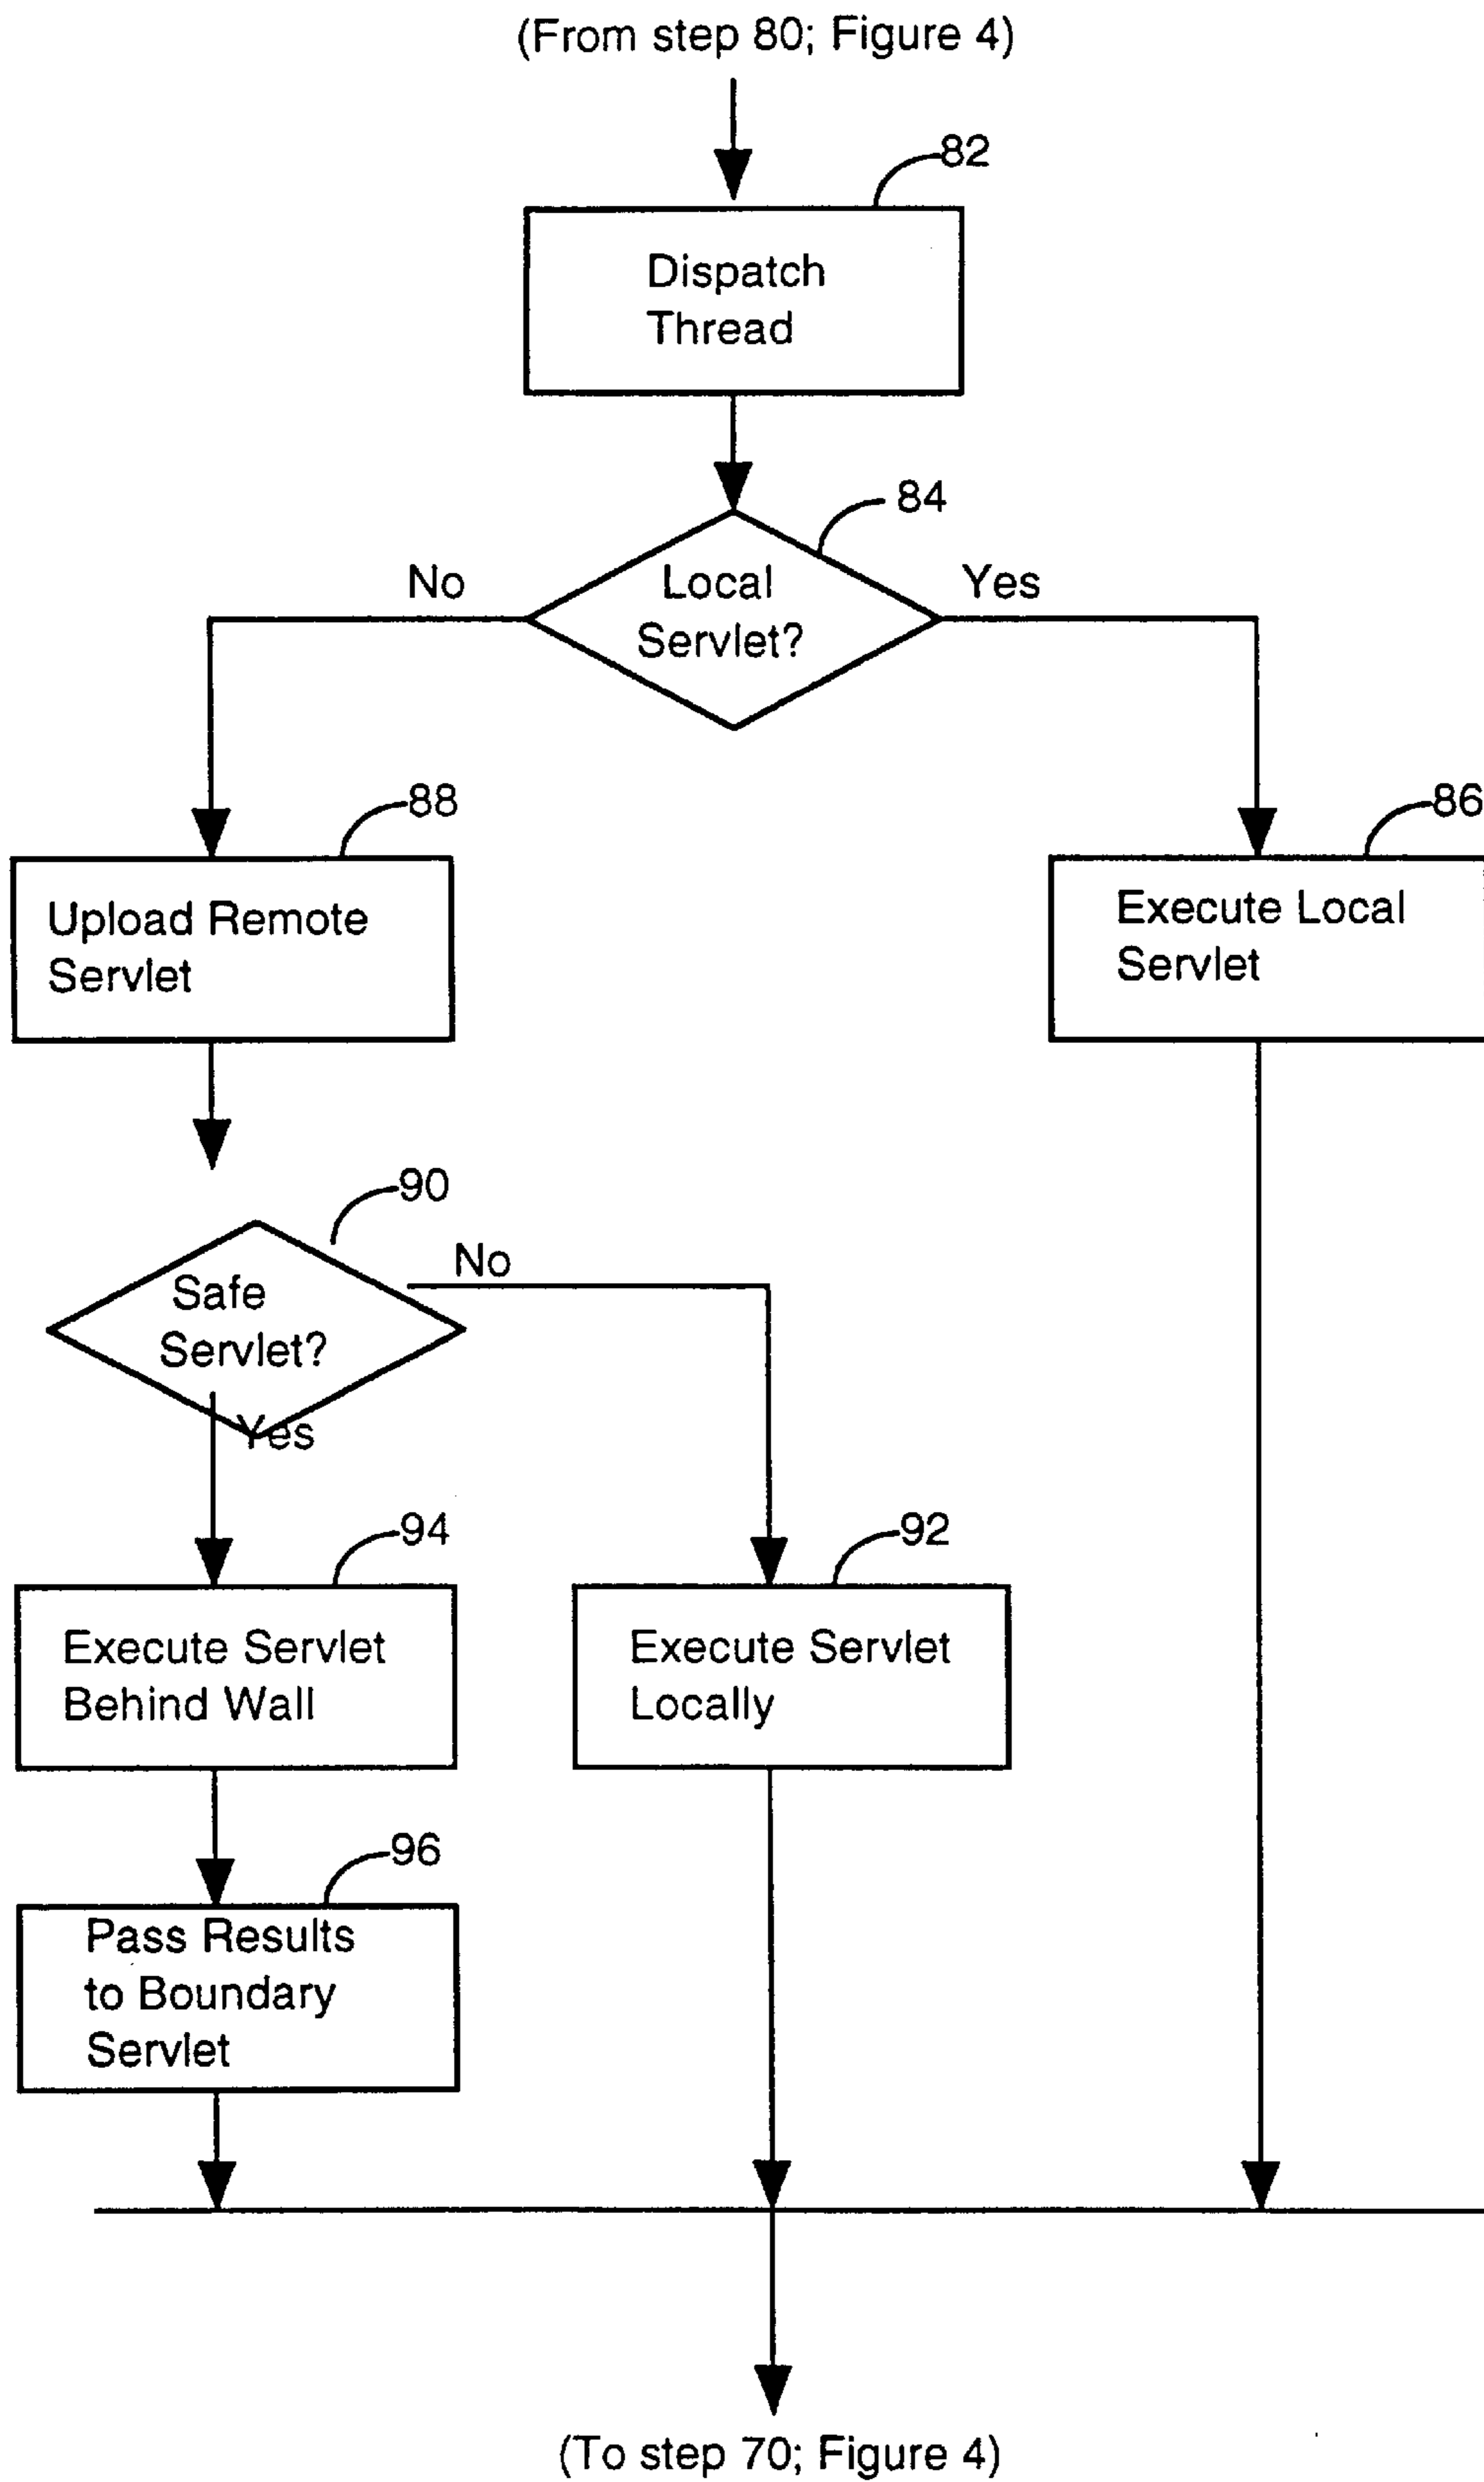 (From step 80; Figure 4)
82
Dispatch
Thread
84
No
Local
Servlet?
Yes
88
86
Upload Remote
Servlet
Execute Local
Servlet
90
No
Safe
Servlet?
Yes
94
92
Execute Servlet
Behind Wall
Execute Servlet
Locally
96
Pass Results
to Boundary
Servlet
(To step 70; Figure 4)